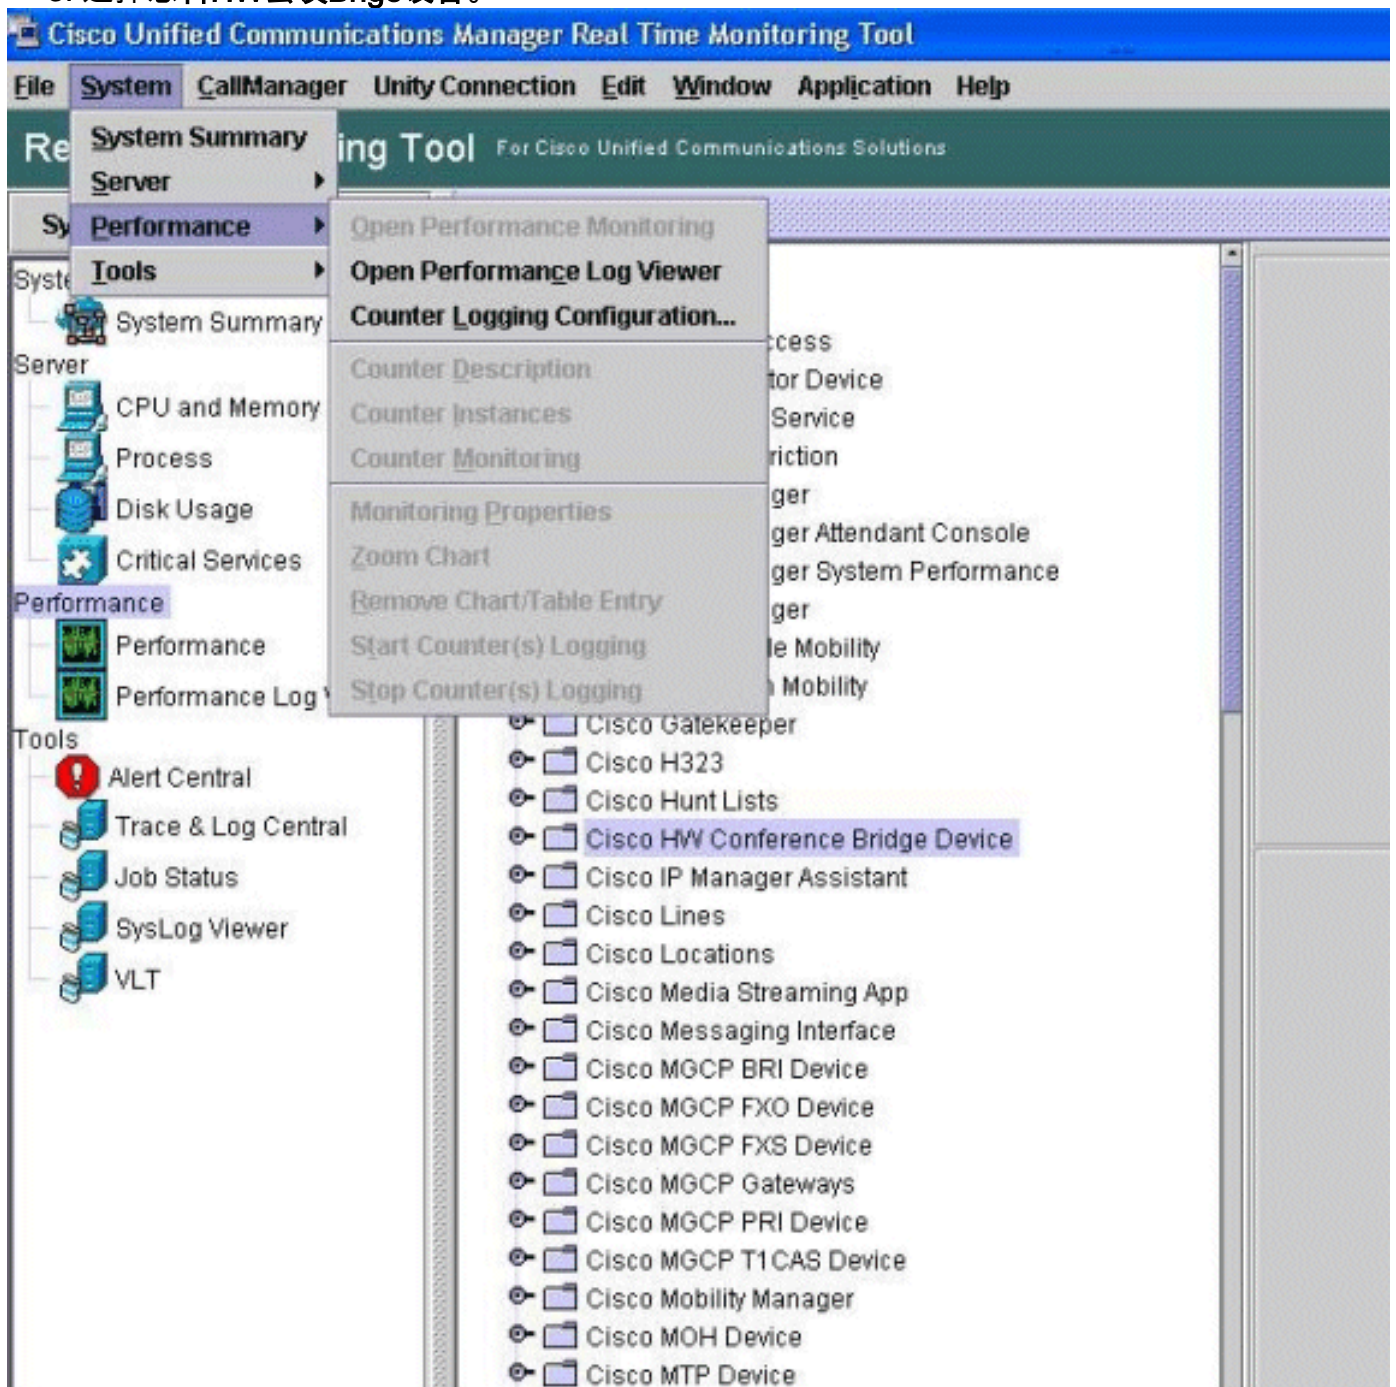 Cisco Unified Communications Manager Real Time Monitoring Tool
File System CallManager Unity Connection Edit Window Application Help
Re ing Tool For Cisco Unified Communications Solutions
System Summary
Server
Performance
Tools
Open Performance Monitoring
Open Performance Log Viewer
Counter Logging Configuration...
Counter Description
Counter Instances
Counter Monitoring
Monitoring Properties
Zoom Chart
Remove Chart/Table Entry
Start Counter(s) Logging
Stop Counter(s) Logging
Sy
Syste
System Summary
Server
CPU and Memory
Process
Disk Usage
Critical Services
Performance
Performance
Performance Log V
Tools
Alert Central
Trace & Log Central
Job Status
SysLog Viewer
VLT
ccess
tor Device
Service
riction
ger
ger Attendant Console
ger System Performance
ger
le Mobility
Mobility
Cisco Gatekeeper
Cisco H323
Cisco Hunt Lists
Cisco HW Conference Bridge Device
Cisco IP Manager Assistant
Cisco Lines
Cisco Locations
Cisco Media Streaming App
Cisco Messaging Interface
Cisco MGCP BRI Device
Cisco MGCP FXO Device
Cisco MGCP FXS Device
Cisco MGCP Gateways
Cisco MGCP PRI Device
Cisco MGCP T1CAS Device
Cisco Mobility Manager
Cisco MOH Device
Cisco MTP Device